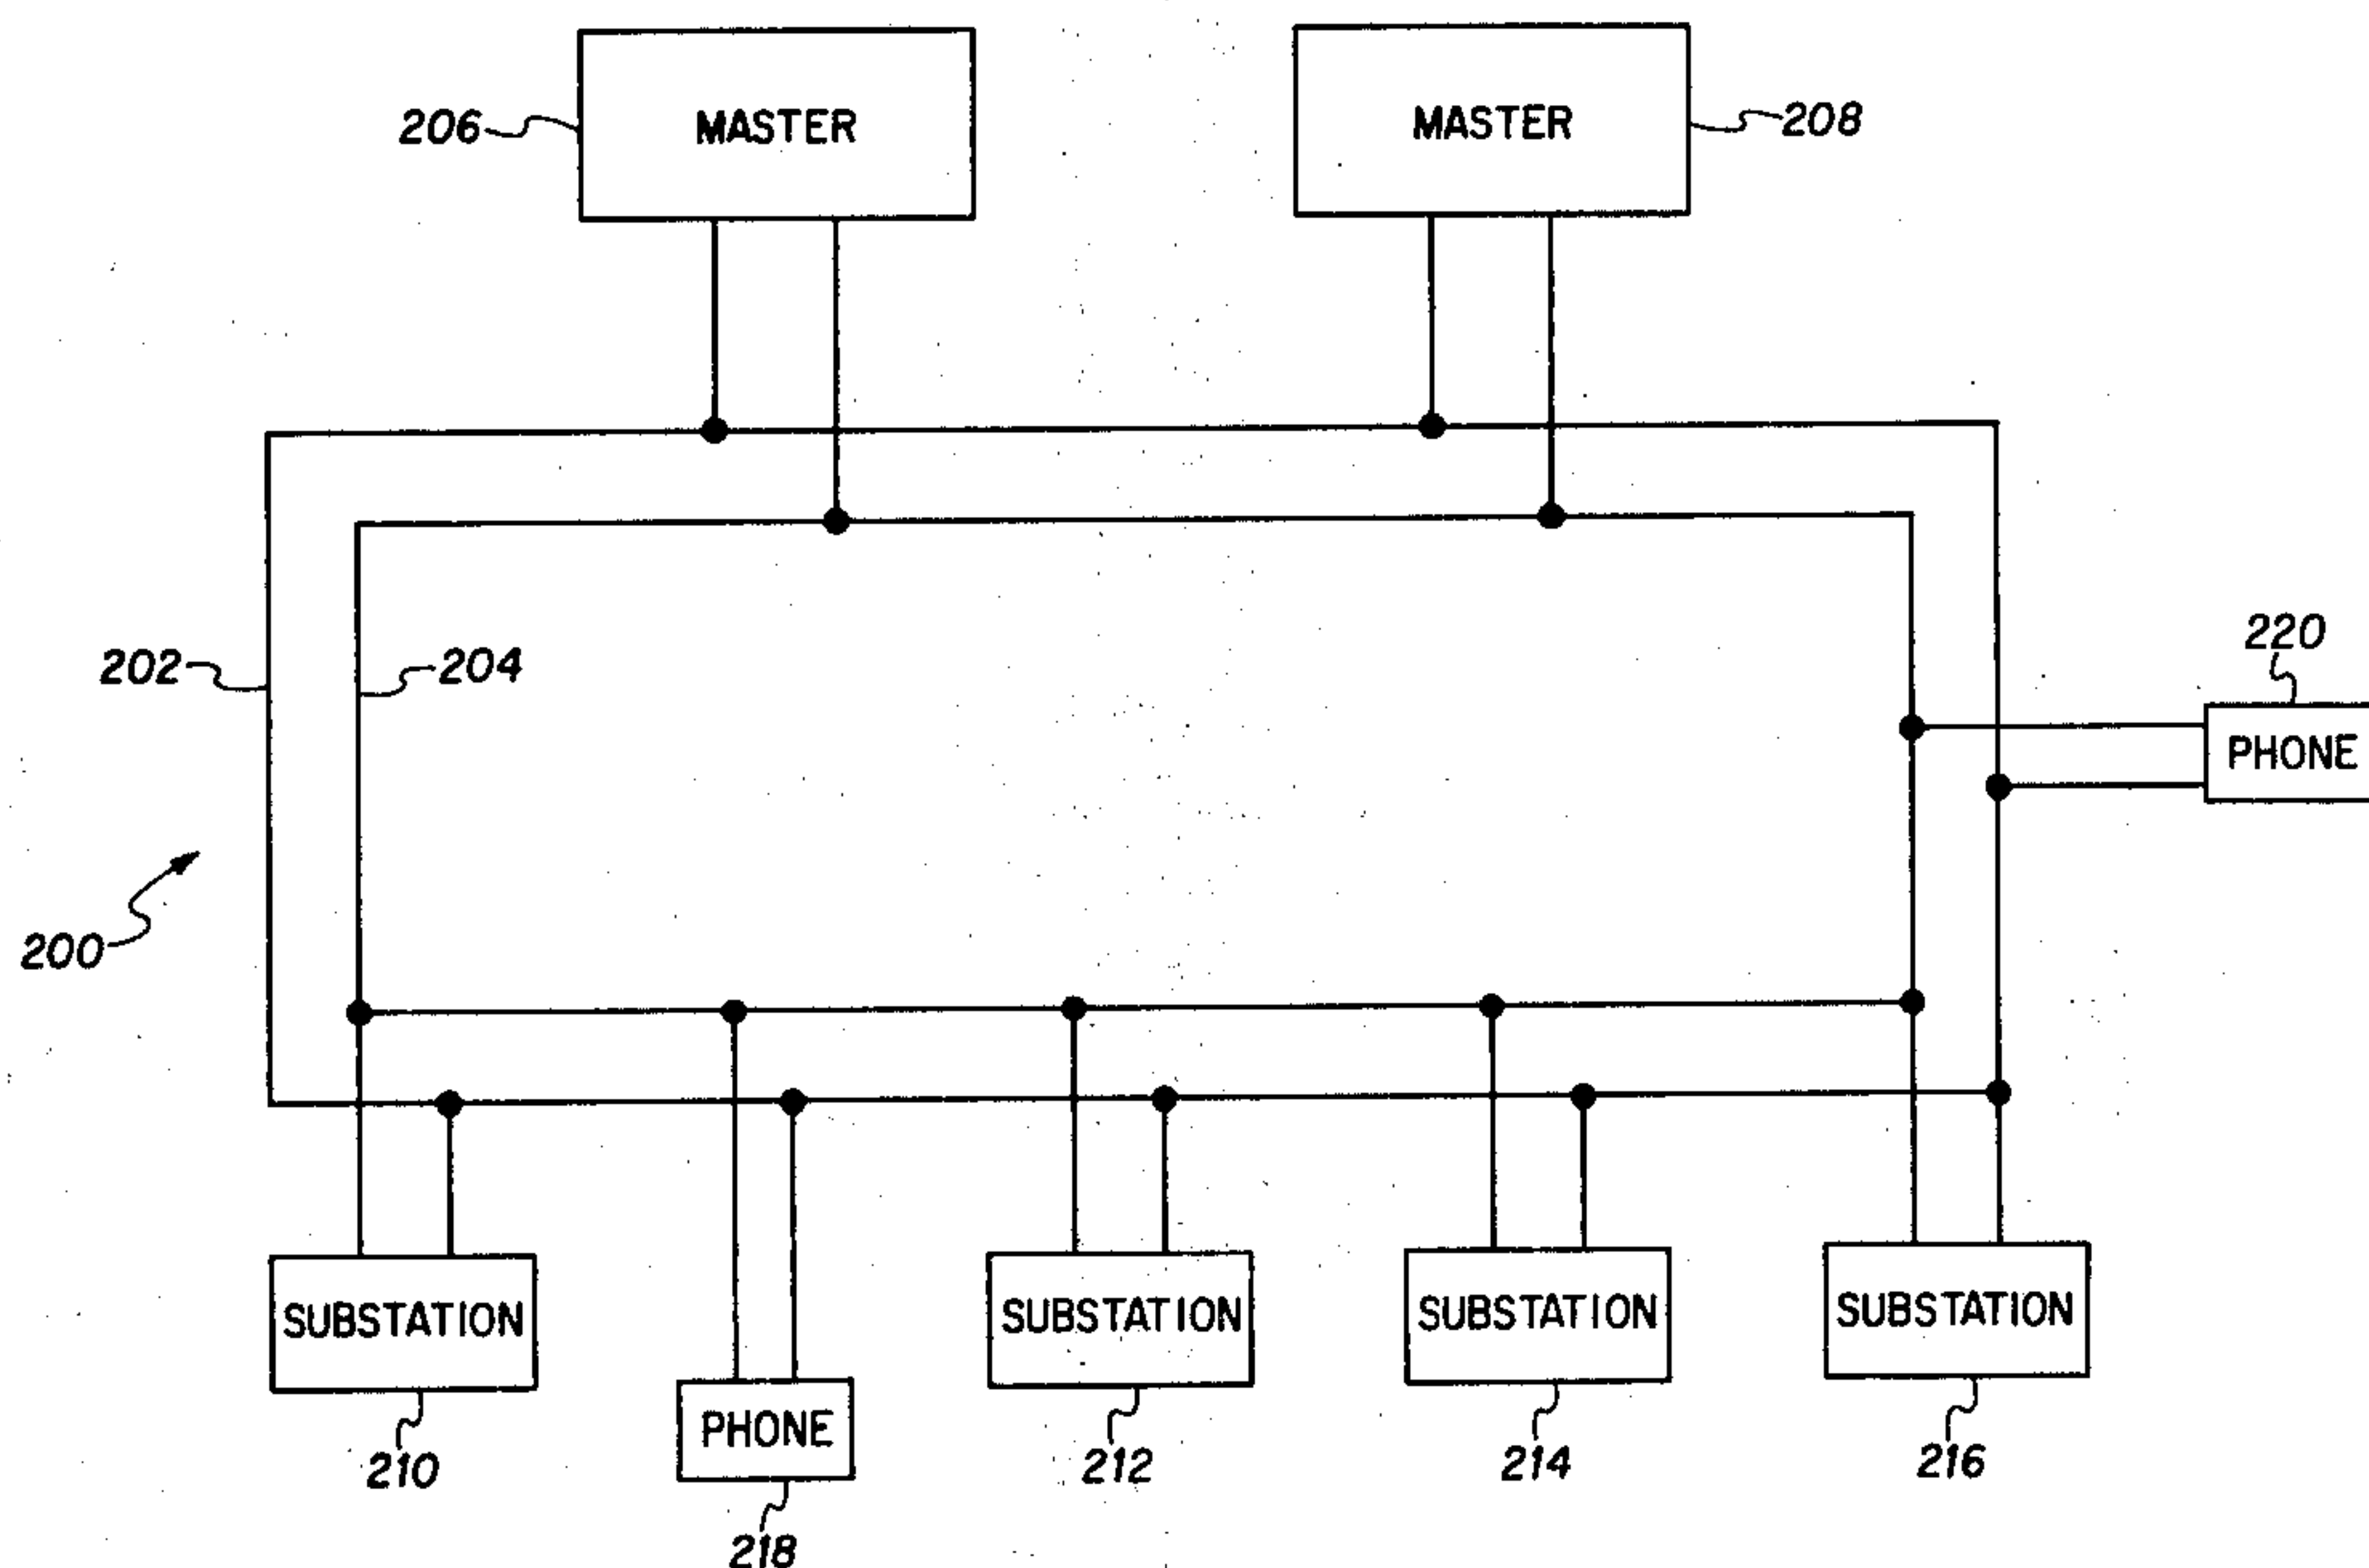 206
MASTER
MASTER
208
202
204
220
PHONE
200
SUBSTATION
SUBSTATION
SUBSTATION
SUBSTATION
PHONE
210
212
214
216
218